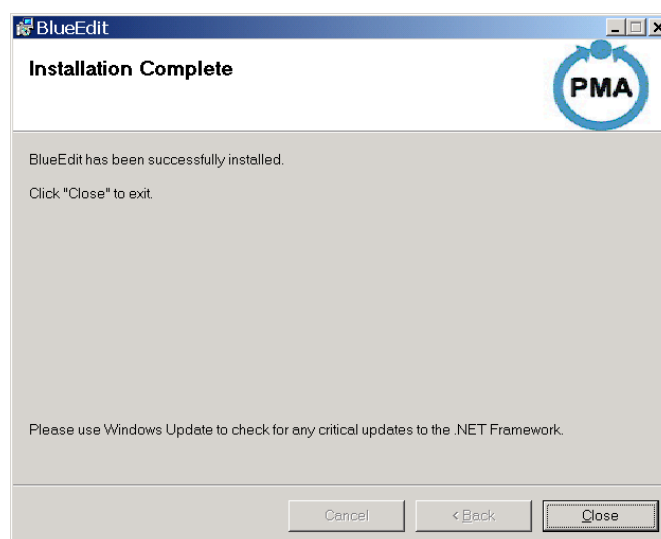 BlueEdit
Installation Complete
PMA
BlueEdit has been successfully installed.
Click "Close" to exit.
Please use Windows Update to check for any critical updates to the .NET Framework.
Cancel
< Back
Close